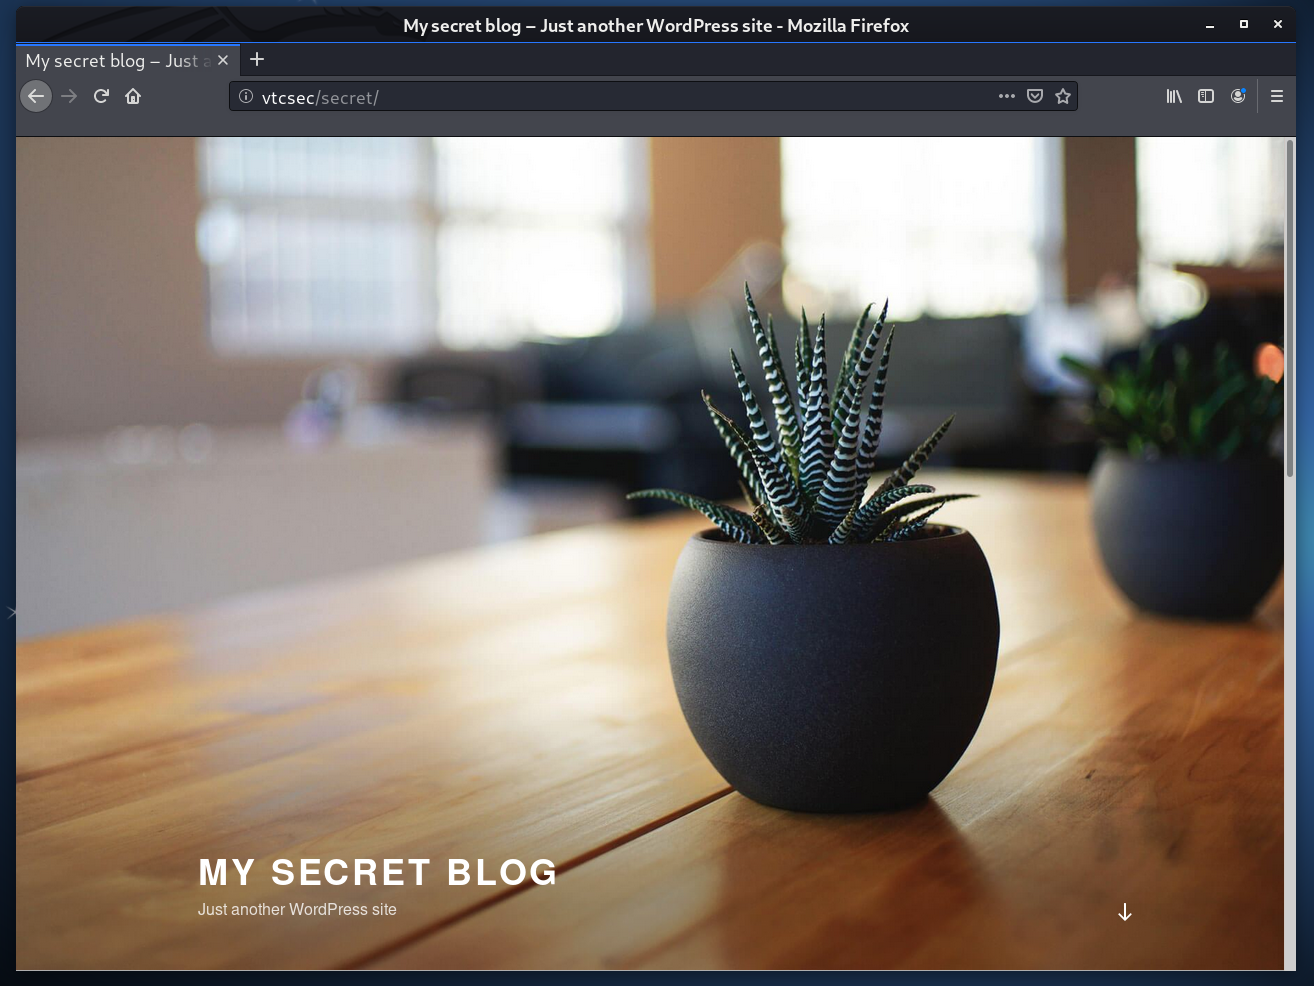 My secret blog – Just another WordPress site - Mozilla Firefox
My secret blog – Just a
vtcsec/secret/
MY SECRET BLOG
Just another WordPress site